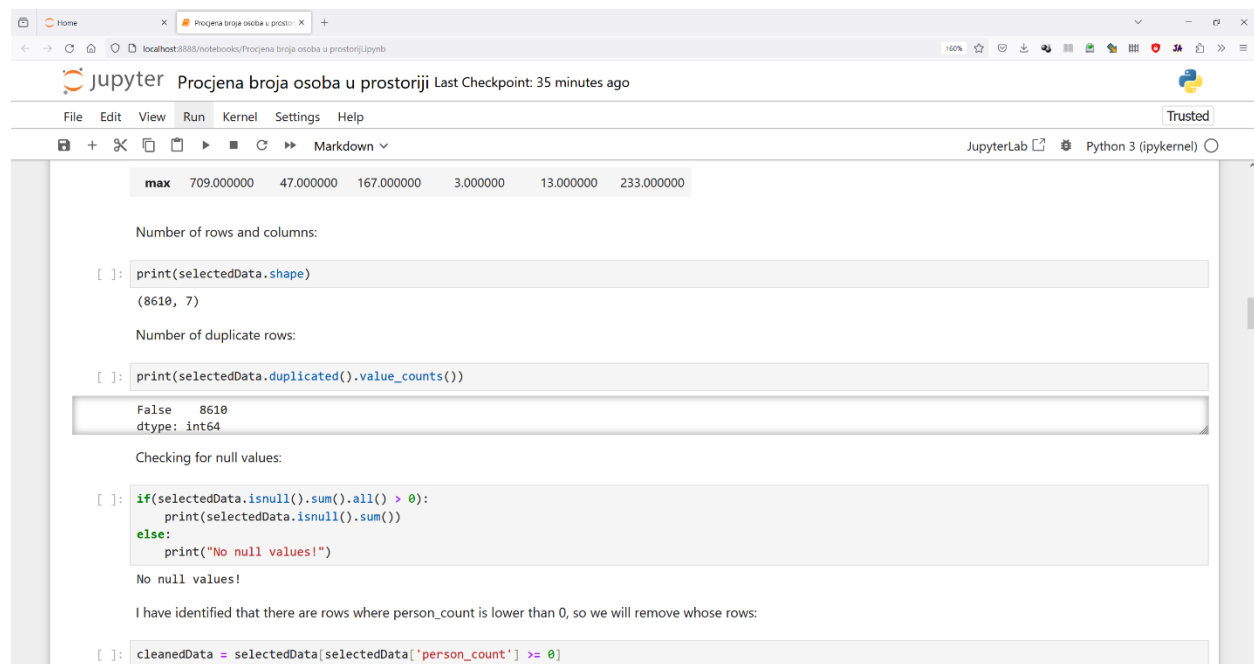 Home
Procjena broja osoba u prostori
localhost:8888/notebooks/Procjena broja osoba u prostoriji.ipynb
160%
jupyter Procjena broja osoba u prostoriji Last Checkpoint: 35 minutes ago
File Edit View Run Kernel Settings Help
Trusted
Markdown
JupyterLab
Python 3 (ipykernel)
max 709.000000 47.000000 167.000000 3.000000 13.000000 233.000000
Number of rows and columns:
[ ]: print(selectedData.shape)
(8610, 7)
Number of duplicate rows:
[ ]: print(selectedData.duplicated().value_counts())
False    8610
dtype: int64
Checking for null values:
[ ]: if(selectedData.isnull().sum().all() > 0):
    print(selectedData.isnull().sum())
else:
    print("No null values!")
No null values!
I have identified that there are rows where person_count is lower than 0, so we will remove whose rows:
[ ]: cleanedData = selectedData[selectedData['person_count'] >= 0]